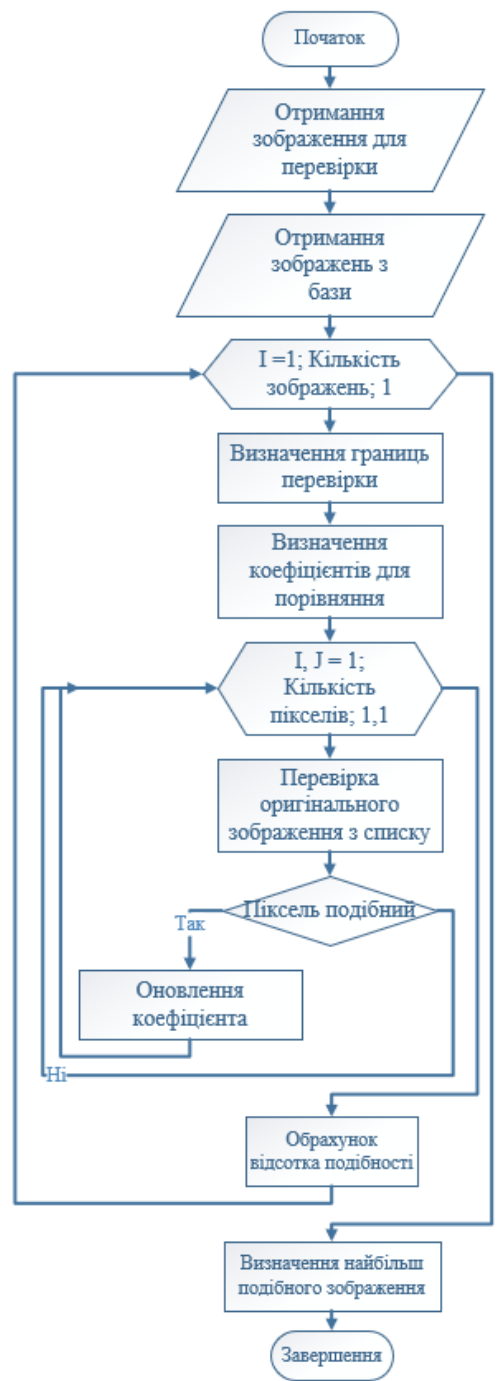 Початок
Отримання
зображення для
перевірки
Отримання
зображень з
бази
I =1; Кількість
зображень; 1
Визначення границь
перевірки
Визначення
коефіцієнтів для
порівняння
I, J = 1;
Кількість
пікселів; 1,1
Перевірка
оригінального
зображення з списку
Піксель подібний
Так
Оновлення
коефіцієнта
Ні
Обрахунок
відсотка подібності
Визначення найбільш
подібного зображення
Завершення